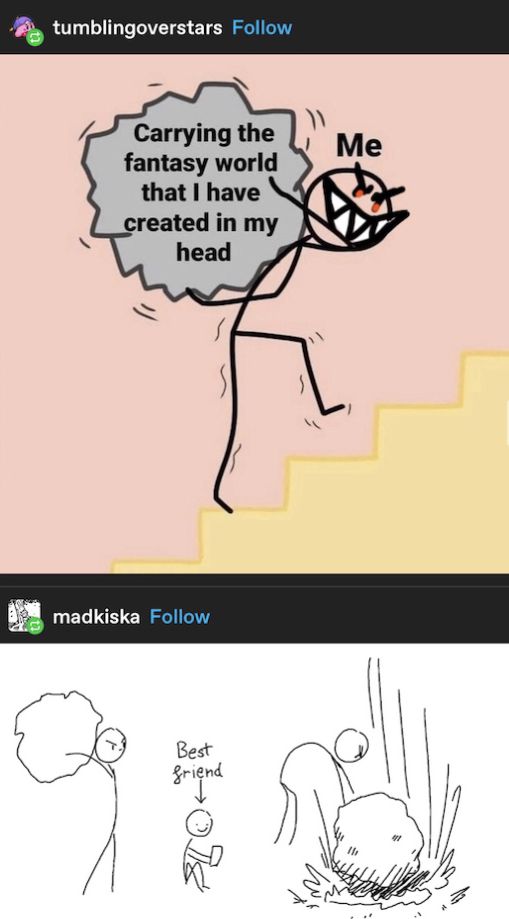 tumblingoverstars Follow
Carrying the
fantasy world
that I have
created in my
head
Me
madkiska Follow
Best
friend